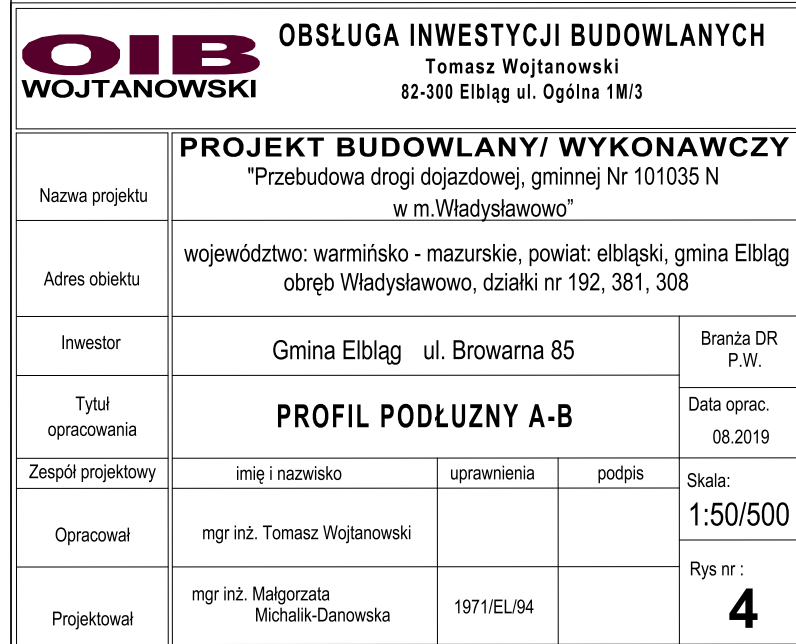 OIB
WOJTANOWSKI
OBSŁUGA INWESTYCJI BUDOWLANYCH
Tomasz Wojtanowski
82-300 Elbląg ul. Ogólna 1M/3
Nazwa projektu
PROJEKT BUDOWLANY/ WYKONAWCZY
"Przebudowa drogi dojazdowej, gminnej Nr 101035 N
w m.Władysławowo”
Adres obiektu
województwo: warmińsko - mazurskie, powiat: elbląski, gmina Elbląg
obręb Władysławowo, działki nr 192, 381, 308
Inwestor
Gmina Elbląg ul. Browarna 85
Branża DR
P.W.
Tytuł
opracowania
PROFIL PODŁUZNY A-B
Data oprac.
08.2019
Zespół projektowy
imię i nazwisko
uprawnienia
podpis
Skala:
1:50/500
Opracował
mgr inż. Tomasz Wojtanowski
Projektował
mgr inż. Małgorzata
Michalik-Danowska
1971/EL/94
Rys nr :
4